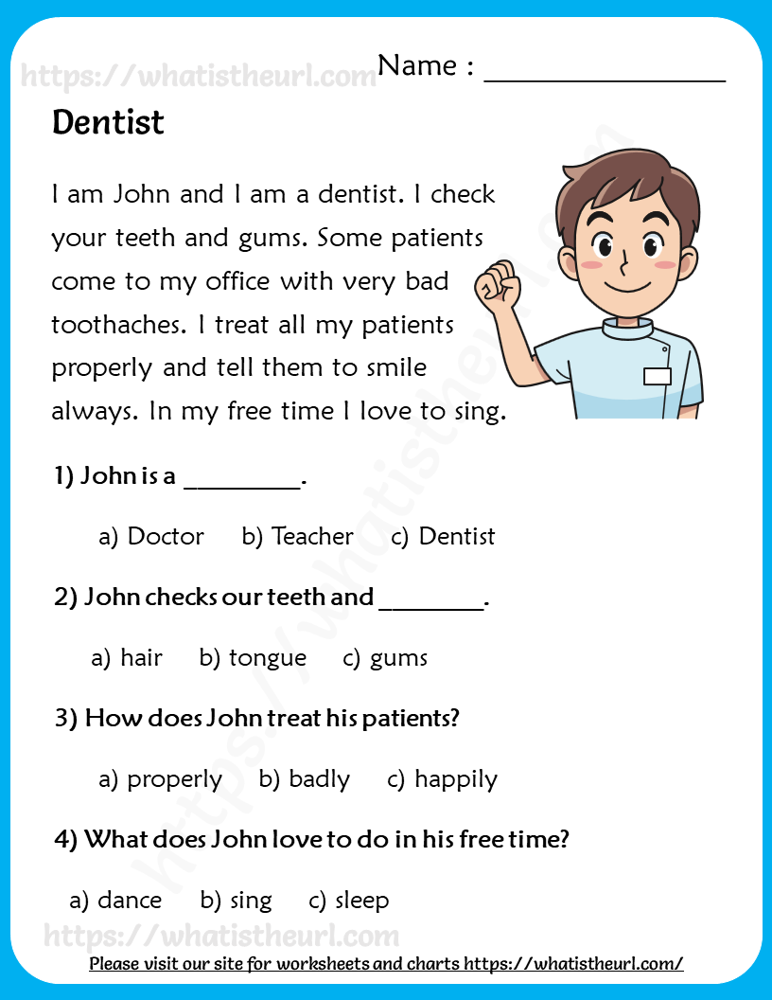 https://whatistheurl.com
Name : ________________
Dentist
I am John and I am a dentist. I check
your teeth and gums. Some patients
come to my office with very bad
toothaches. I treat all my patients
properly and tell them to smile
always. In my free time I love to sing.
1) John is a ________.
a) Doctor b) Teacher c) Dentist
2) John checks our teeth and _______.
a) hair b) tongue c) gums
3) How does John treat his patients?
a) properly b) badly c) happily
4) What does John love to do in his free time?
a) dance b) sing c) sleep
https://whatistheurl.com
https://whatistheurl.com
Please visit our site for worksheets and charts https://whatistheurl.com/